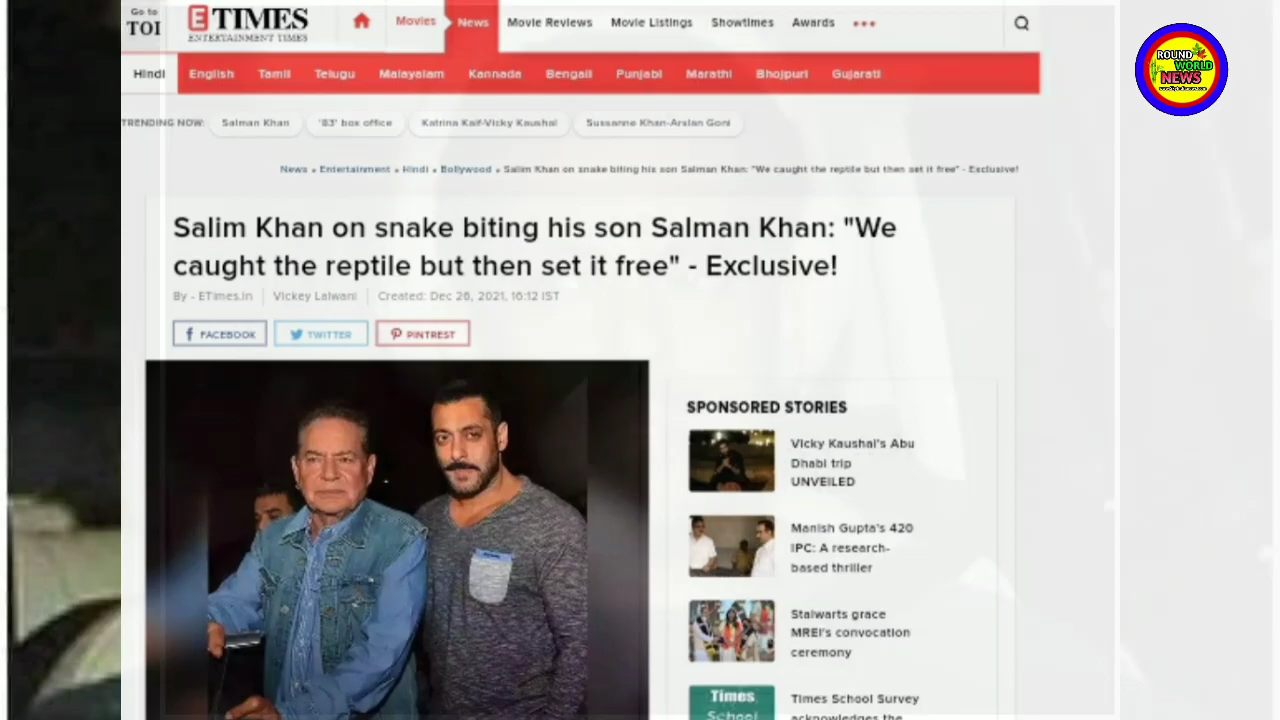 Go to
TOI
E TIMES
ENTERTAINMENT TIMES
Movies News Movie Reviews Movie Listings Showtimes Awards
Hindi English Tamil Telugu Malayalam Kannada Bengali Punjabi Marathi Bhojpuri Gujarati
TRENDING NOW: Salman Khan '83' box office Katrina Kaif-Vicky Kaushal Sussanne Khan-Arslan Goni
News » Entertainment » Hindi » Bollywood » Salim Khan on snake biting his son Salman Khan: "We caught the reptile but then set it free" - Exclusive!
Salim Khan on snake biting his son Salman Khan: "We
caught the reptile but then set it free" - Exclusive!
By - ETimes.in Vickey Lalwani Created: Dec 26, 2021, 16:12 IST
FACEBOOK TWITTER PINTREST
SPONSORED STORIES
Vicky Kaushal's Abu
Dhabi trip
UNVEILED
Manish Gupta's 420
IPC: A research-
based thriller
Stalwarts grace
MREI's convocation
ceremony
Times School Survey
acknowledges the
Times
School
ROUND
WORLD
NEWS